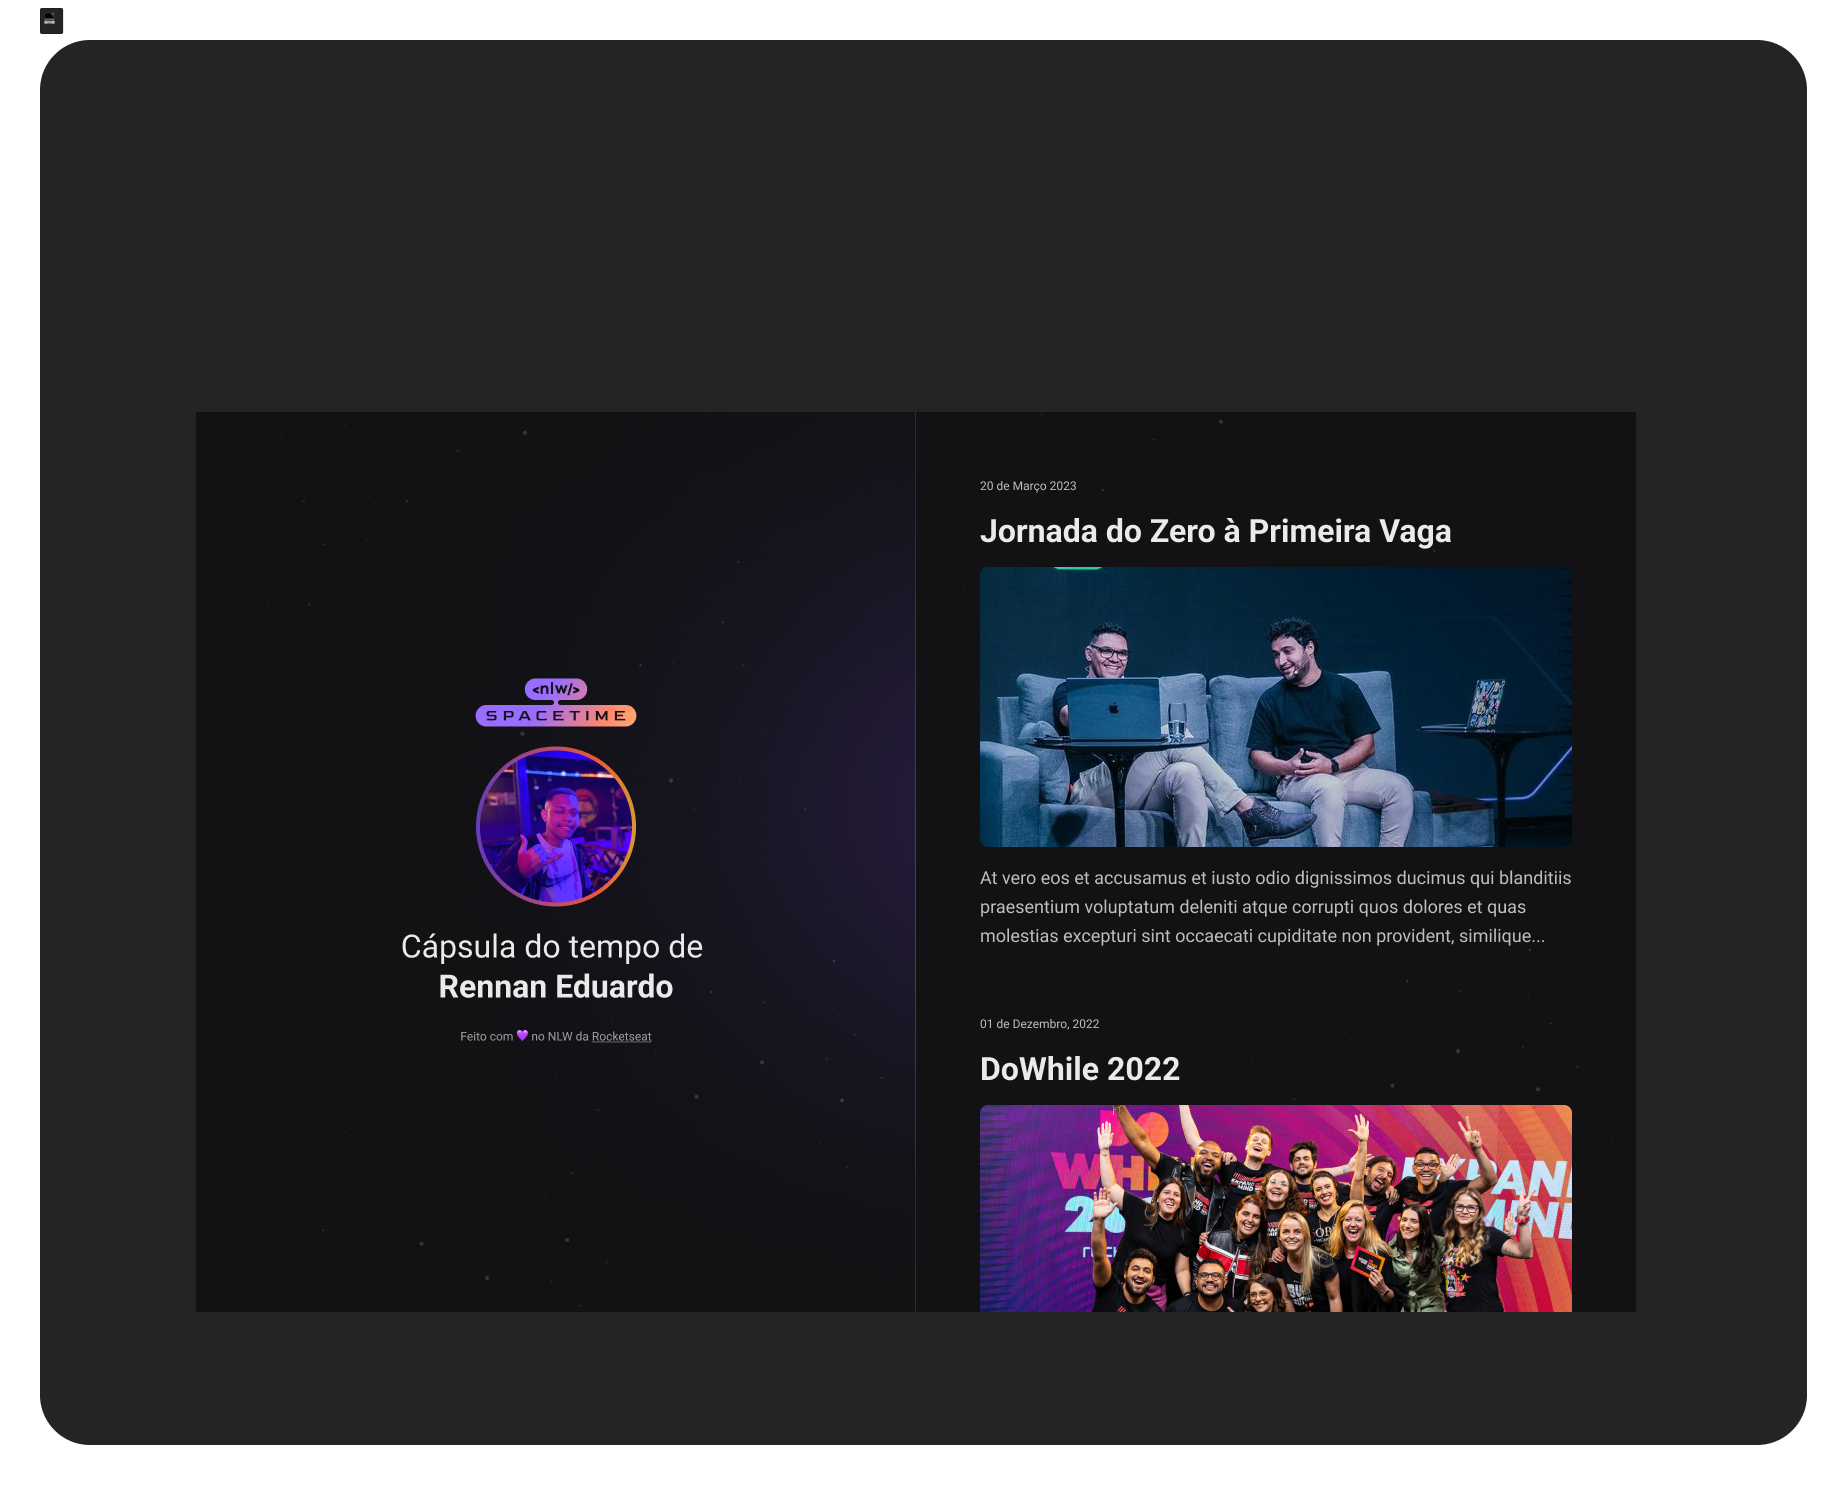 <nlw/>
SPACETIME
Cápsula do tempo de
Rennan Eduardo
Feito com 💜 no NLW da Rocketseat
20 de Março 2023
Jornada do Zero à Primeira Vaga
At vero eos et accusamus et iusto odio dignissimos ducimus qui blanditiis
praesentium voluptatum deleniti atque corrupti quos dolores et quas
molestias excepturi sint occaecati cupiditate non provident, similique...
01 de Dezembro, 2022
DoWhile 2022